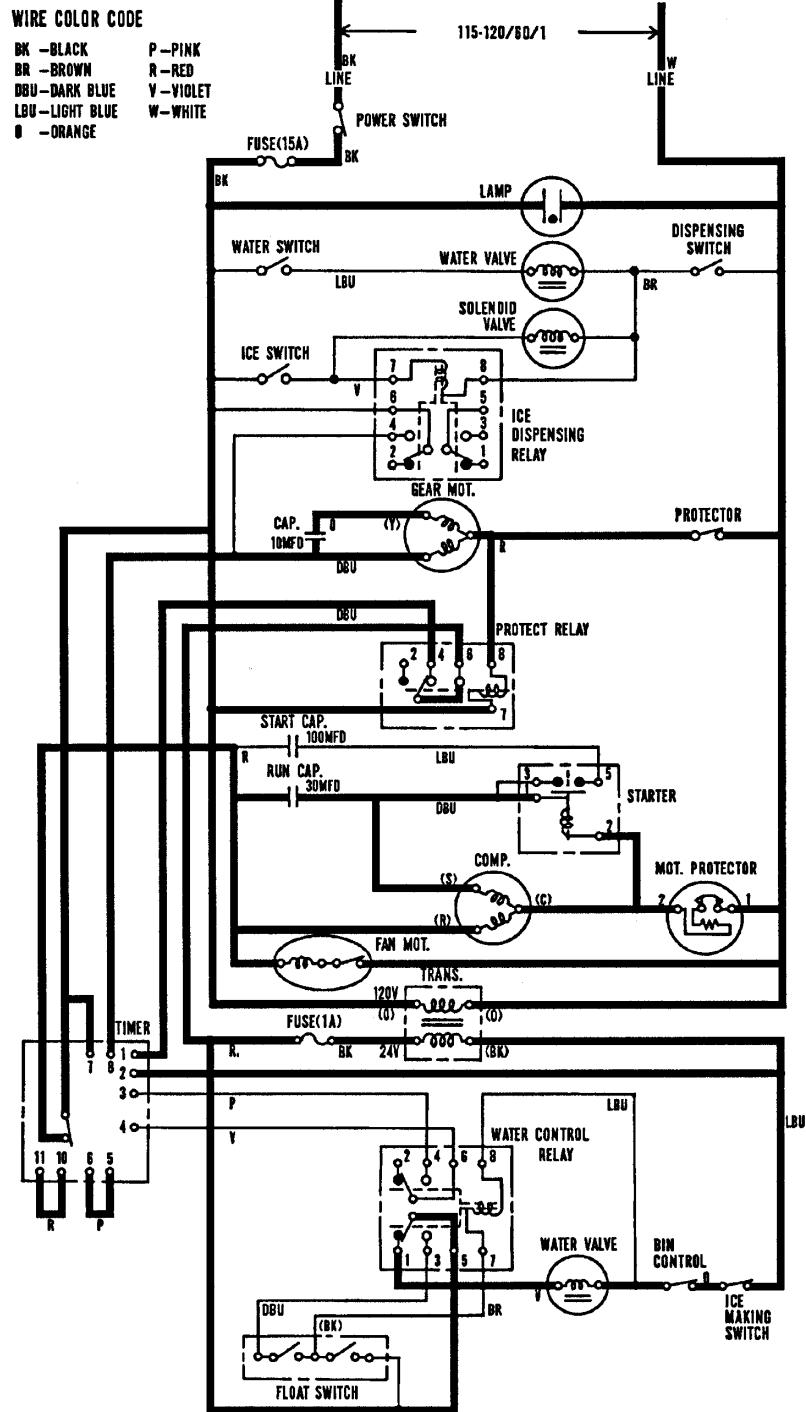 WIRE COLOR CODE
BK -BLACK P-PINK
BR -BROWN R-RED
DBU-DARK BLUE V-VIOLET
LBU-LIGHT BLUE W-WHITE
O -ORANGE
115-120/60/1
BK
LINE
W
LINE
POWER SWITCH
FUSE(15A)
BK
BK
LAMP
WATER SWITCH
LBU
WATER VALVE
DISPENSING
SWITCH
BR
SOLENOID
VALVE
ICE SWITCH
V
7 8
6 5
4 3
2 1
ICE
DISPENSING
RELAY
GEAR MOT.
CAP.
10MFD
O
(Y)
DBU
R
PROTECTOR
DBU
PROTECT RELAY
2 4 6 8
7
START CAP.
100MFD
R
LBU
RUN CAP.
30MFD
DBU
3 5
2
STARTER
COMP.
(S)
(R)
(C)
MOT. PROTECTOR
2 1
FAN MOT.
TRANS.
120V
(O) (O)
FUSE(1A)
R.
BK
24V
(BK)
TIMER
7 8 1
2
3
4
11 10 6 5
R P
P
V
LBU
LBU
WATER CONTROL
RELAY
2 4 6 8
1 3 5 7
WATER VALVE
V
BIN
CONTROL
O
ICE
MAKING
SWITCH
DBU
(BK)
BR
FLOAT SWITCH